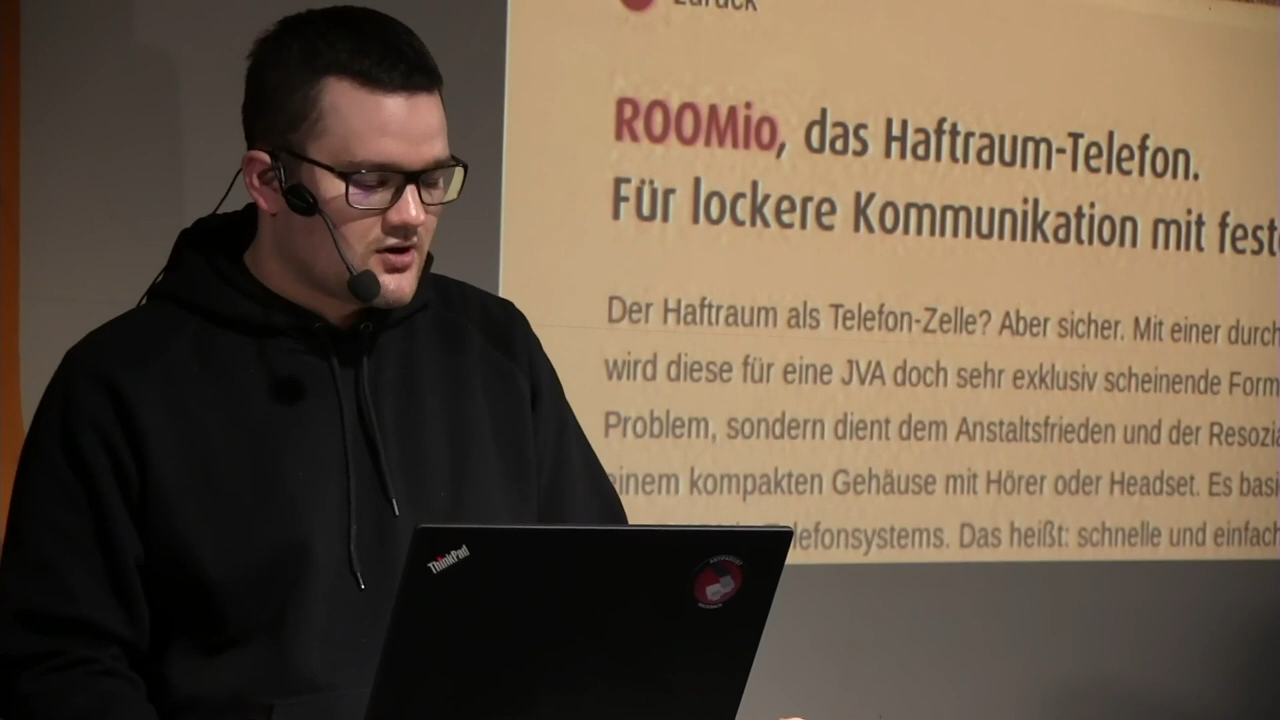 zurück
ROOMio, das Haftraum-Telefon.
Für lockere Kommunikation mit
Der Haftraum als Telefon-Zelle? Aber sicher. Mit einer
wird diese für eine JVA doch sehr exklusiv scheinende
Problem, sondern dient dem Anstaltsfrieden und der
einem kompakten Gehäuse mit Hörer oder Headset. Es
Das heißt: schnelle und
ThinkPad